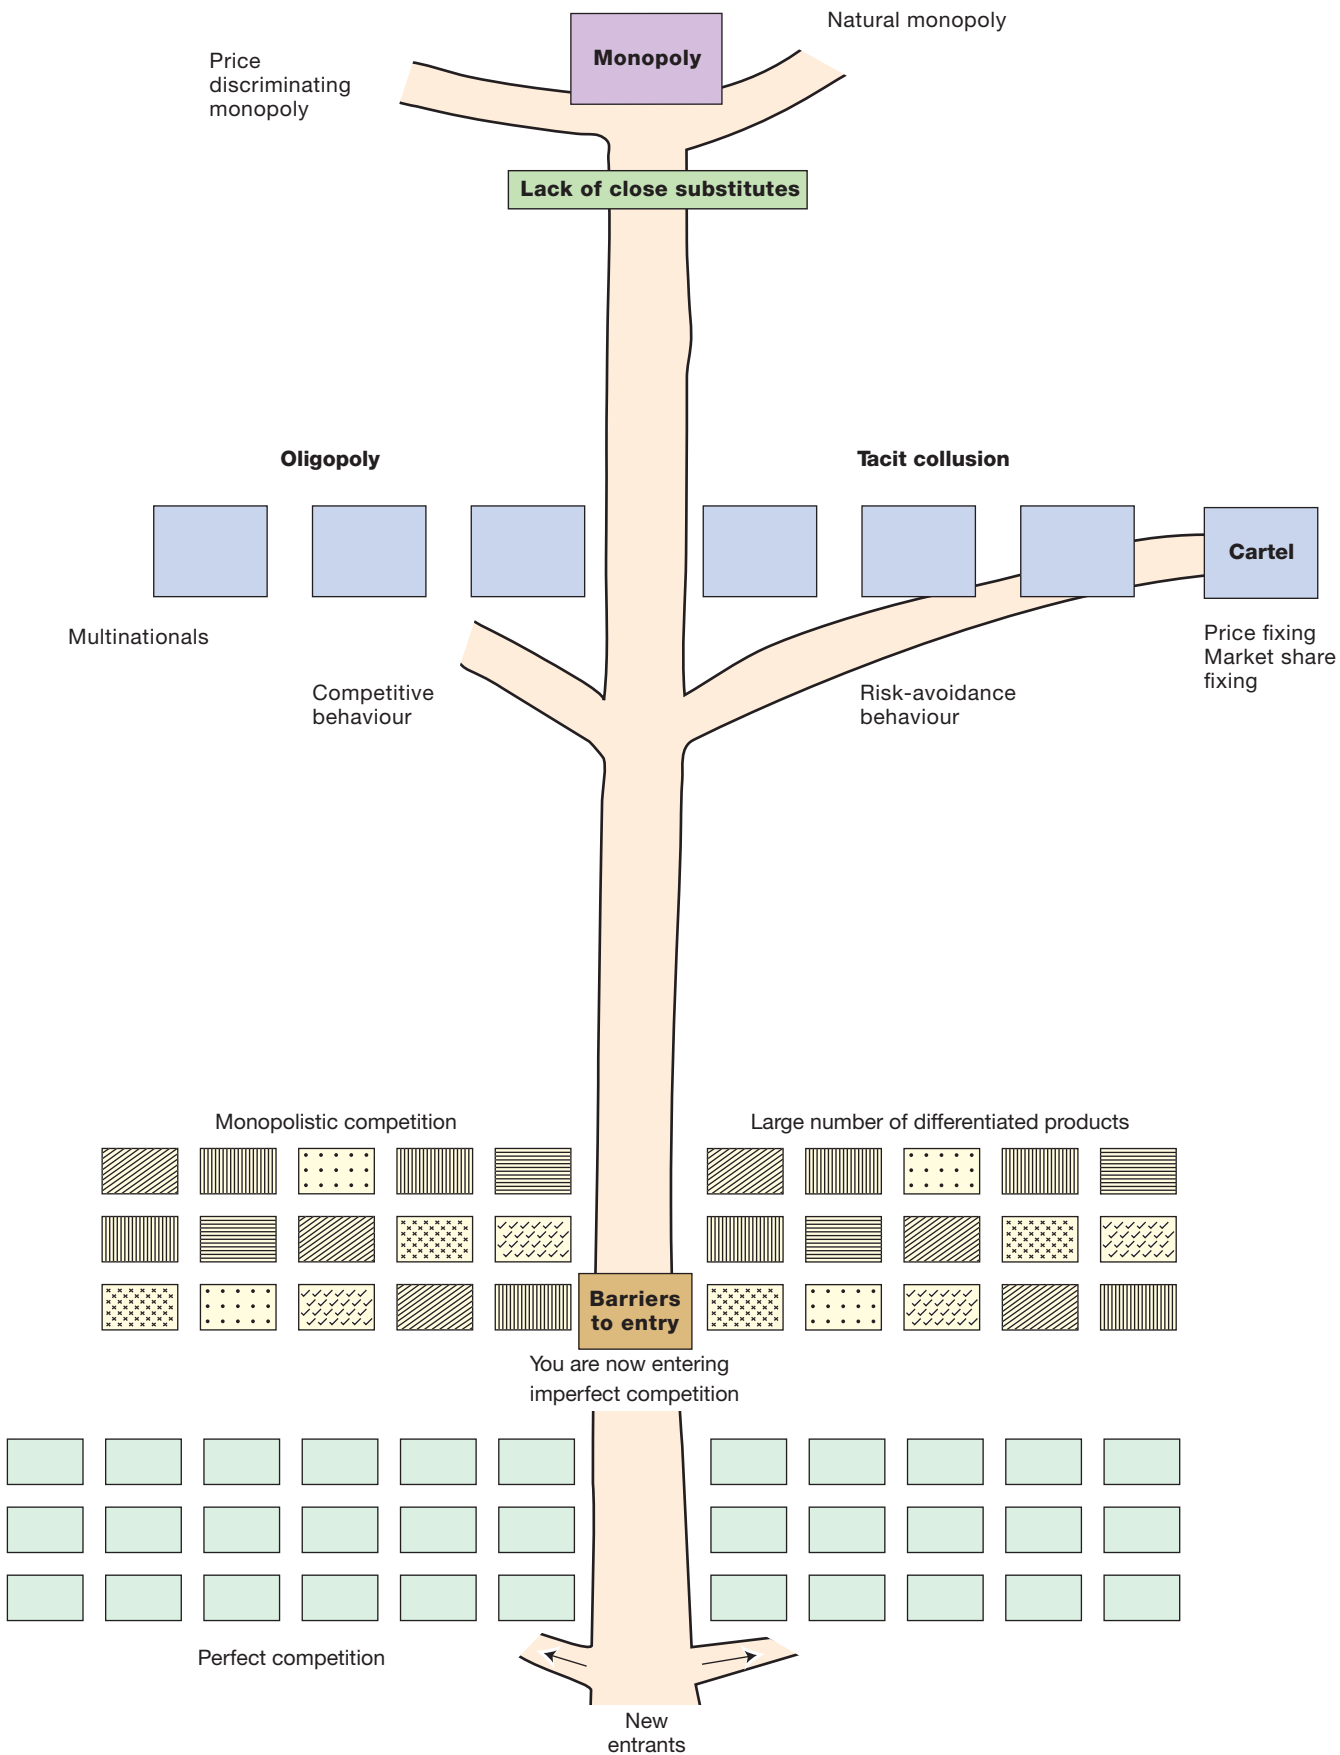 Natural monopoly
Monopoly
Price
discriminating
monopoly
Lack of close substitutes
Oligopoly
Tacit collusion
Cartel
Multinationals
Price fixing
Market share
fixing
Competitive
behaviour
Risk-avoidance
behaviour
Monopolistic competition
Large number of differentiated products
Barriers
to entry
You are now entering
imperfect competition
Perfect competition
New
entrants